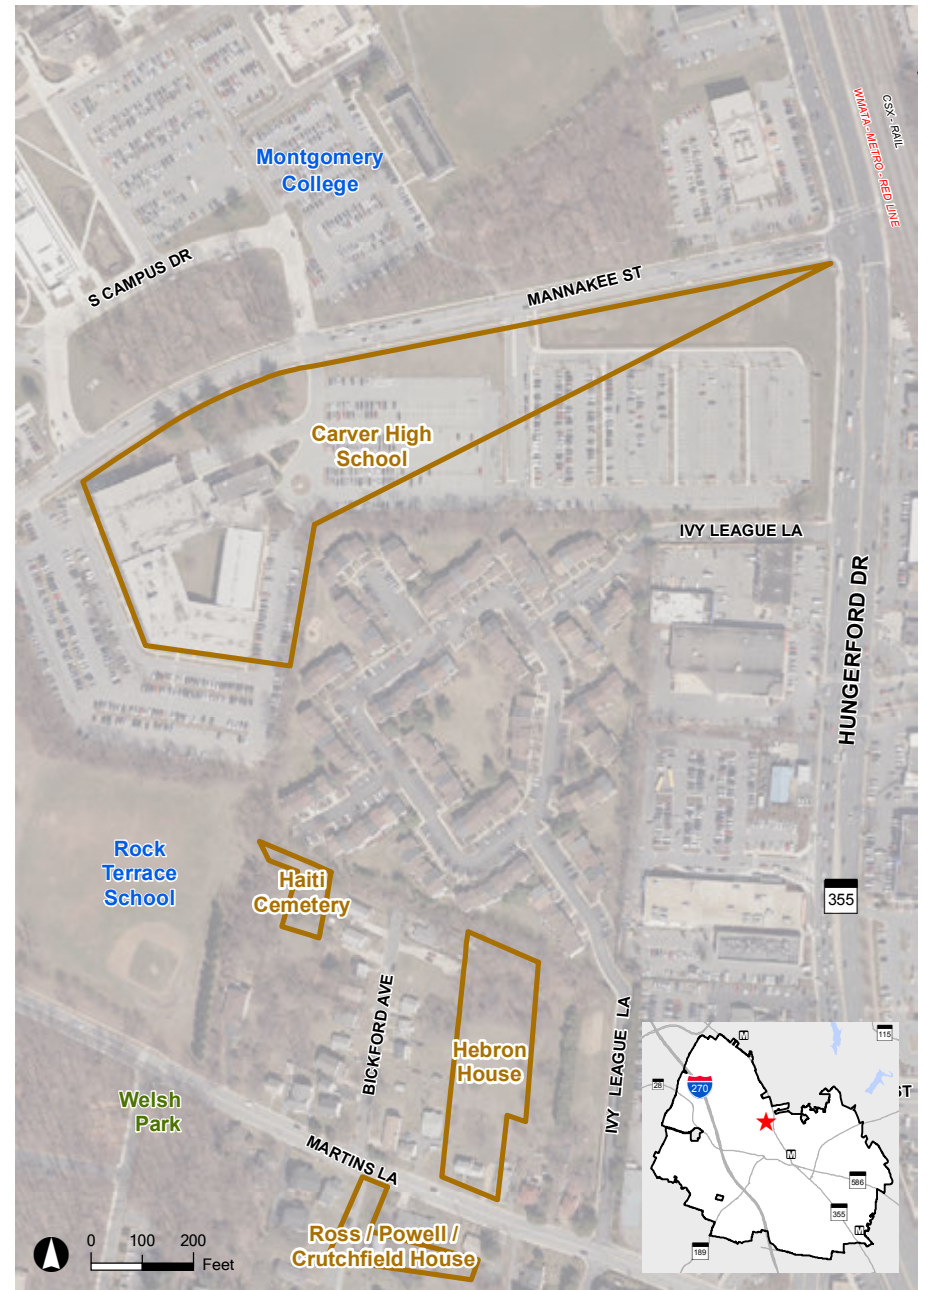 CSX - RAIL
WMATA - METRO - RED LINE
Montgomery
College
S CAMPUS DR
MANNAKEE ST
Carver High
School
IVY LEAGUE LA
HUNGERFORD DR
Rock
Terrace
School
Haiti
Cemetery
355
BICKFORD AVE
Hebron
House
IVY LEAGUE LA
Welsh
Park
MARTINS LA
Ross / Powell /
Crutchfield House
0 100 200
Feet
M
115
28
270
ST
M
586
355
M
189